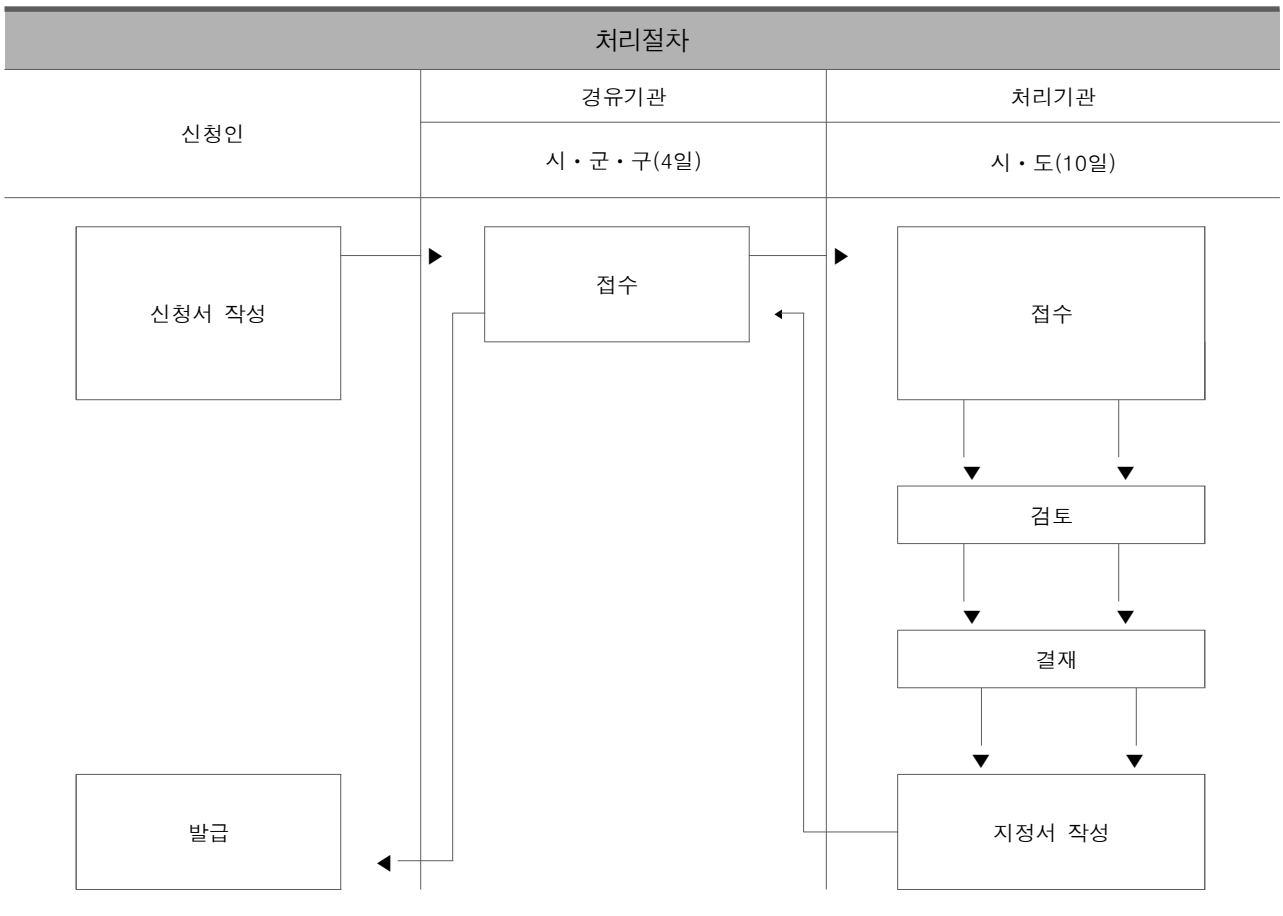 처리절차
신청인
경유기관
처리기관
시・군・구(4일)
시・도(10일)
신청서 작성
접수
접수
검토
결재
발급
지정서 작성